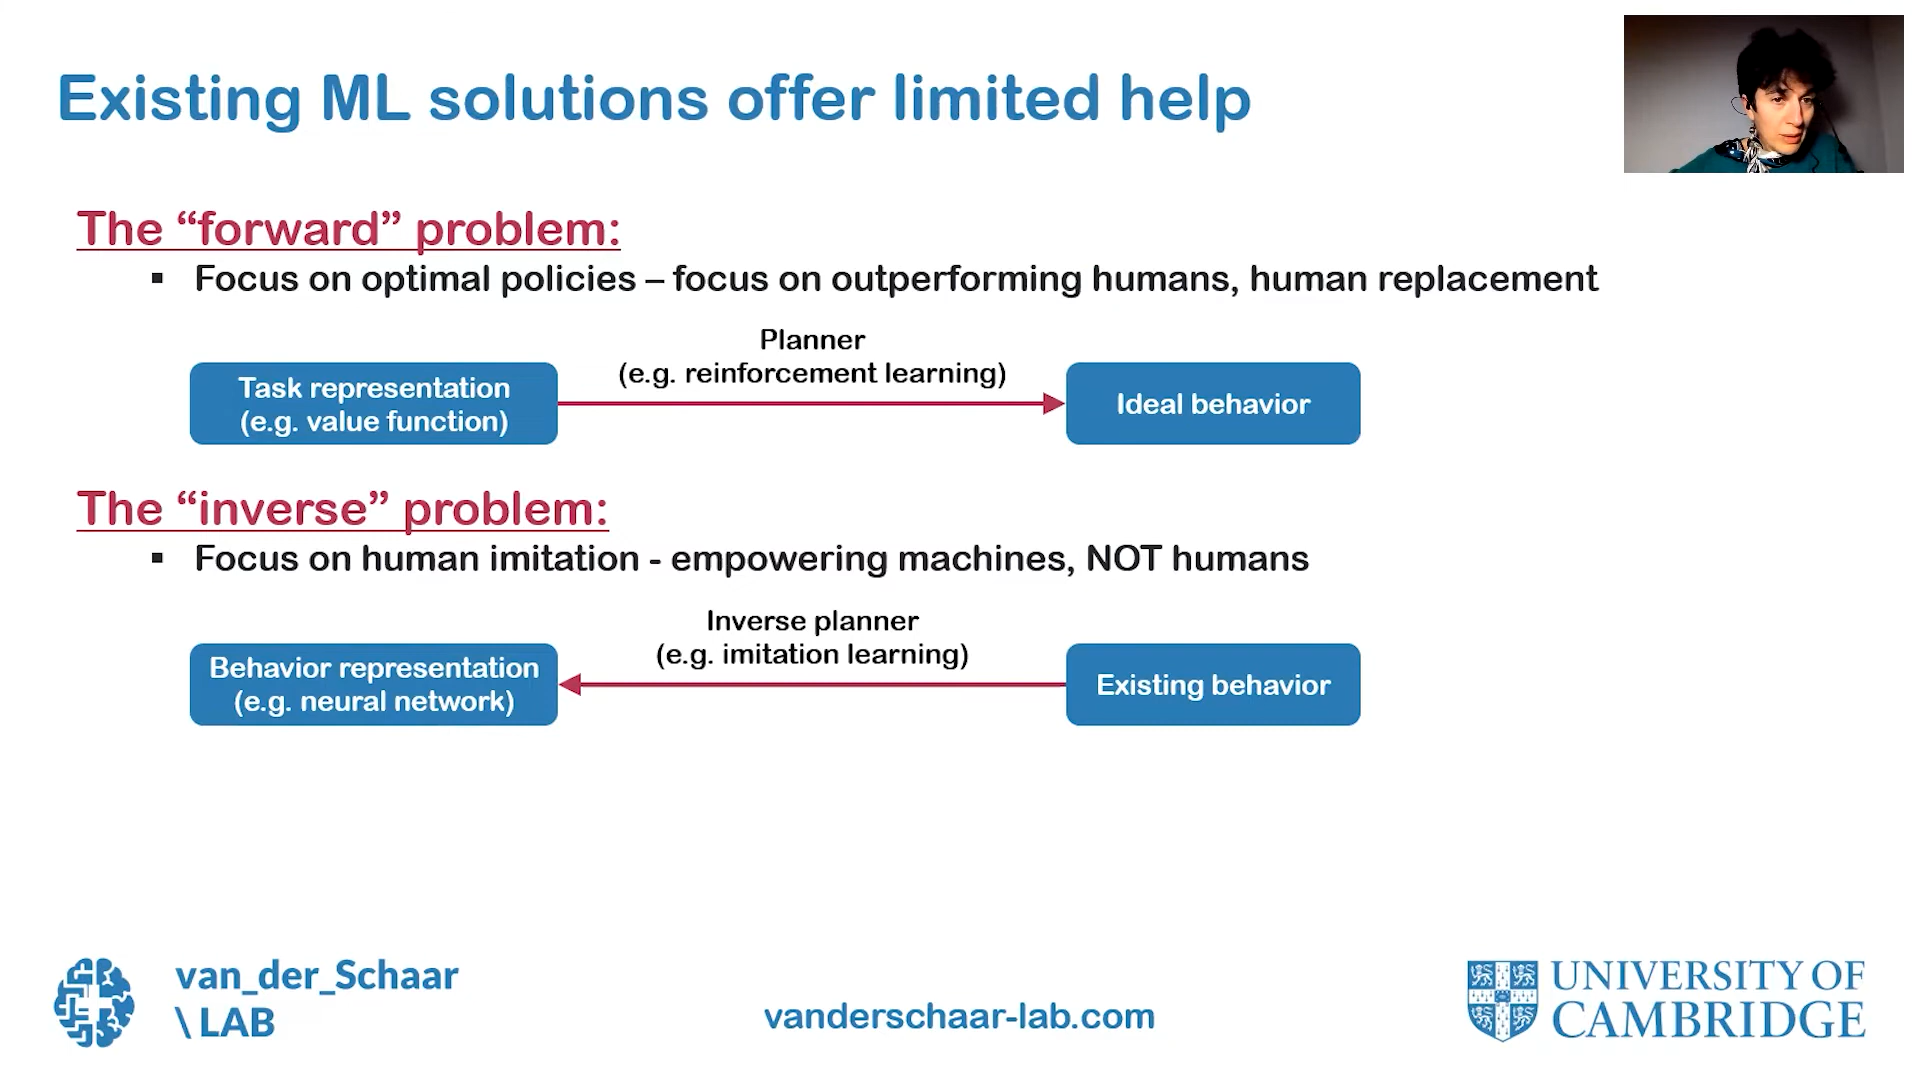 Existing ML solutions offer limited help
The “forward” problem:
▪ Focus on optimal policies – focus on outperforming humans, human replacement
Planner
(e.g. reinforcement learning)
Task representation
(e.g. value function)
Ideal behavior
The “inverse” problem:
▪ Focus on human imitation - empowering machines, NOT humans
Inverse planner
(e.g. imitation learning)
Behavior representation
(e.g. neural network)
Existing behavior
van_der_Schaar
\ LAB
vanderschaar-lab.com
UNIVERSITY OF
CAMBRIDGE